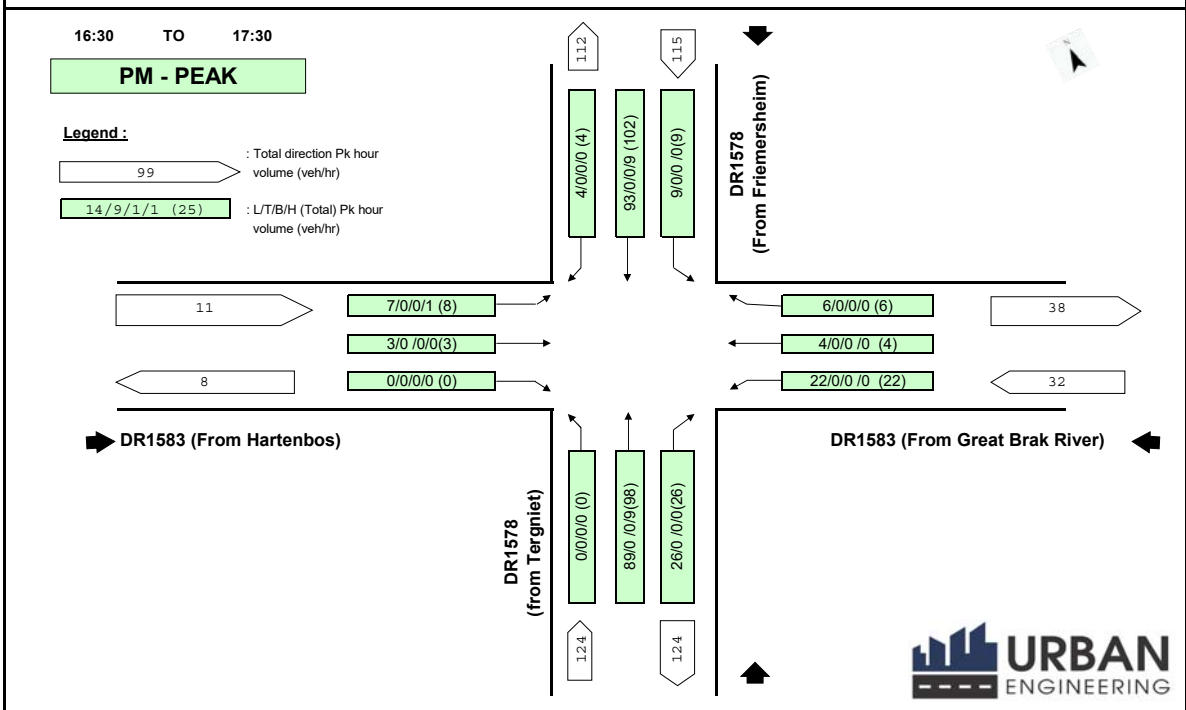 16:30 TO 17:30
PM - PEAK
Legend :
99
: Total direction Pk hour
volume (veh/hr)
14/9/1/1 (25)
: L/T/B/H (Total) Pk hour
volume (veh/hr)
112
115
4/0/0/0 (4)
93/0/0/9 (102)
9/0/0 /0(9)
DR1578
(From Friemersheim)
N
11
7/0/0/1 (8)
3/0 /0/0(3)
8
0/0/0/0 (0)
6/0/0/0 (6)
38
4/0/0 /0 (4)
22/0/0 /0 (22)
32
DR1583 (From Hartenbos)
DR1583 (From Great Brak River)
DR1578
(from Tergniet)
0/0/0/0 (0)
89/0 /0/9(98)
26/0 /0/0(26)
124
124
URBAN
ENGINEERING